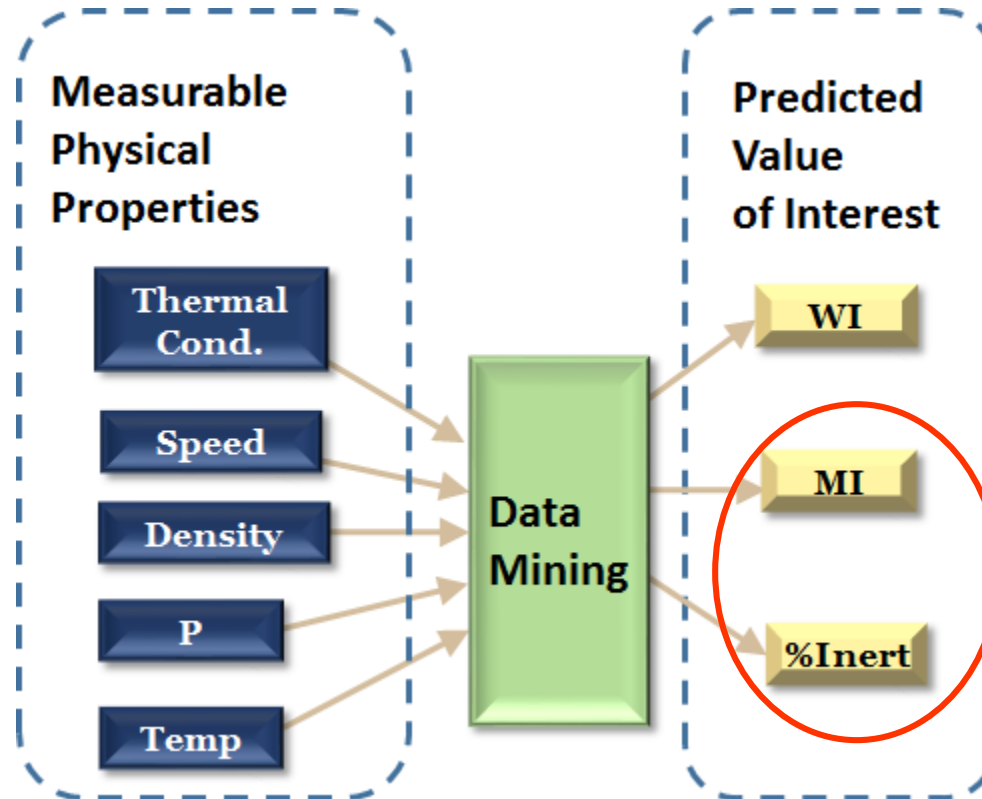 Measurable
Physical
Properties
Thermal
Cond.
Speed
Density
P
Temp
Data
Mining
Predicted
Value
of Interest
WI
MI
%Inert